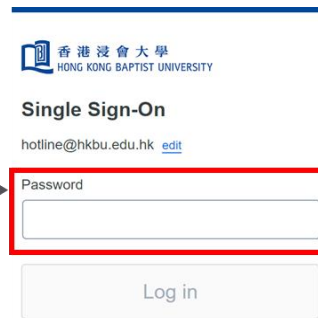 香港浸會大學
HONG KONG BAPTIST UNIVERSITY
Single Sign-On
hotline@hkbu.edu.hk edit
Password
Log in